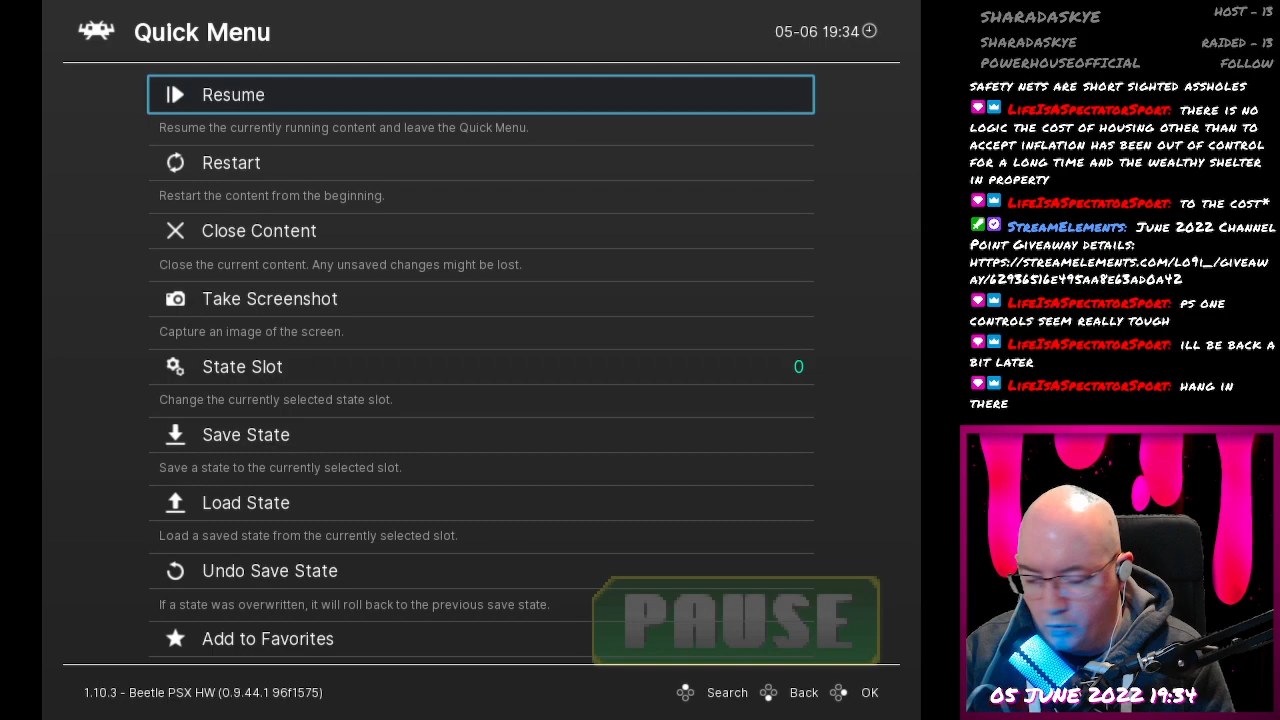 Quick Menu
05-06 19:34
Resume
Resume the currently running content and leave the Quick Menu.
Restart
Restart the content from the beginning.
Close Content
Close the current content. Any unsaved changes might be lost.
Take Screenshot
Capture an image of the screen.
State Slot 0
Change the currently selected state slot.
Save State
Save a state to the currently selected slot.
Load State
Load a saved state from the currently selected slot.
Undo Save State
If a state was overwritten, it will roll back to the previous save state.
Add to Favorites
PAUSE
1.10.3 - Beetle PSX HW (0.9.44.1 96f1575)
Search Back OK
SHARADASKYE HOST - 13
SHARADASKYE RAIDED - 13
POWERHOUSEOFFICIAL FOLLOW
SAFETY NETS ARE SHORT SIGHTED ASSHOLES
LIFEISASPECTATORSPORT: THERE IS NO
LOGIC THE COST OF HOUSING OTHER THAN TO
ACCEPT INFLATION HAS BEEN OUT OF CONTROL
FOR A LONG TIME AND THE WEALTHY SHELTER
IN PROPERTY
LIFEISASPECTATORSPORT: TO THE COST*
STREAMELEMENTS: JUNE 2022 CHANNEL
POINT GIVEAWAY DETAILS:
HTTPS://STREAMELEMENTS.COM/L09I_/GIVEAW
AY/62936516E495AA8E63AD0A42
LIFEISASPECTATORSPORT: PS ONE
CONTROLS SEEM REALLY TOUGH
LIFEISASPECTATORSPORT: ILL BE BACK A
BIT LATER
LIFEISASPECTATORSPORT: HANG IN
THERE
05 JUNE 2022 19:34